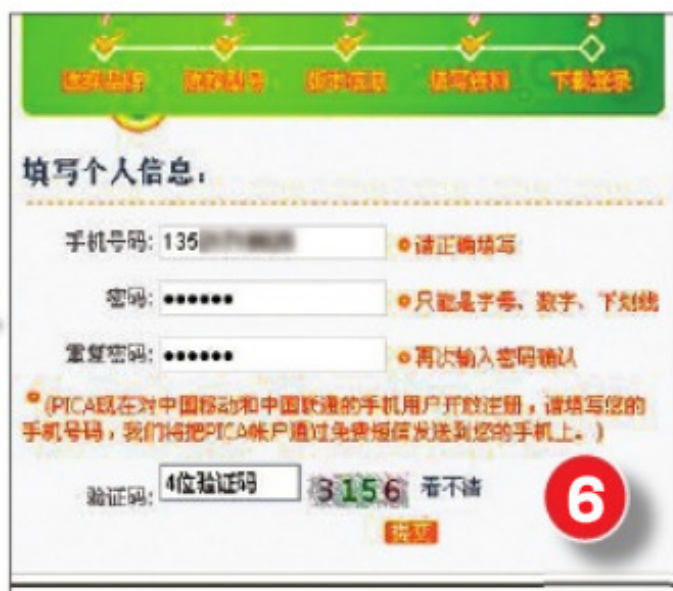 填写个人信息：
手机号码: 135 请正确填写
密码: •••••• 只能是字母、数字、下划线
重复密码: •••••• 再次输入密码确认
(PICA现在对中国移动和中国联通的手机用户开放注册，请填写您的
手机号码，我们将把PICA帐户通过免费短信发送到您的手机上。)
验证码: 4位验证码 3156 看不清
提交
6